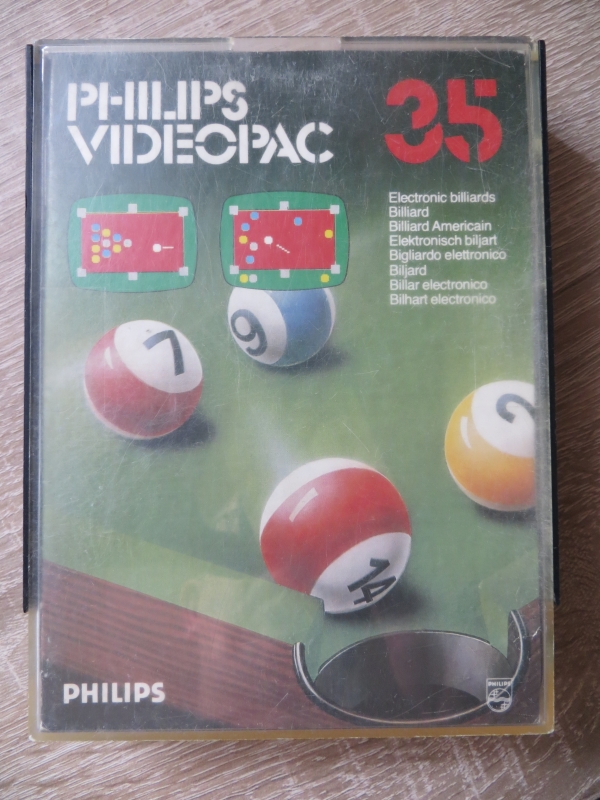 PHILIPS
VIDEOPAC
35
Electronic billiards
Billiard
Billiard Americain
Elektronisch biljart
Bigliardo elettronico
Biljard
Billar electronico
Bilhart electronico
9
7
2
14
PHILIPS
PHILIPS